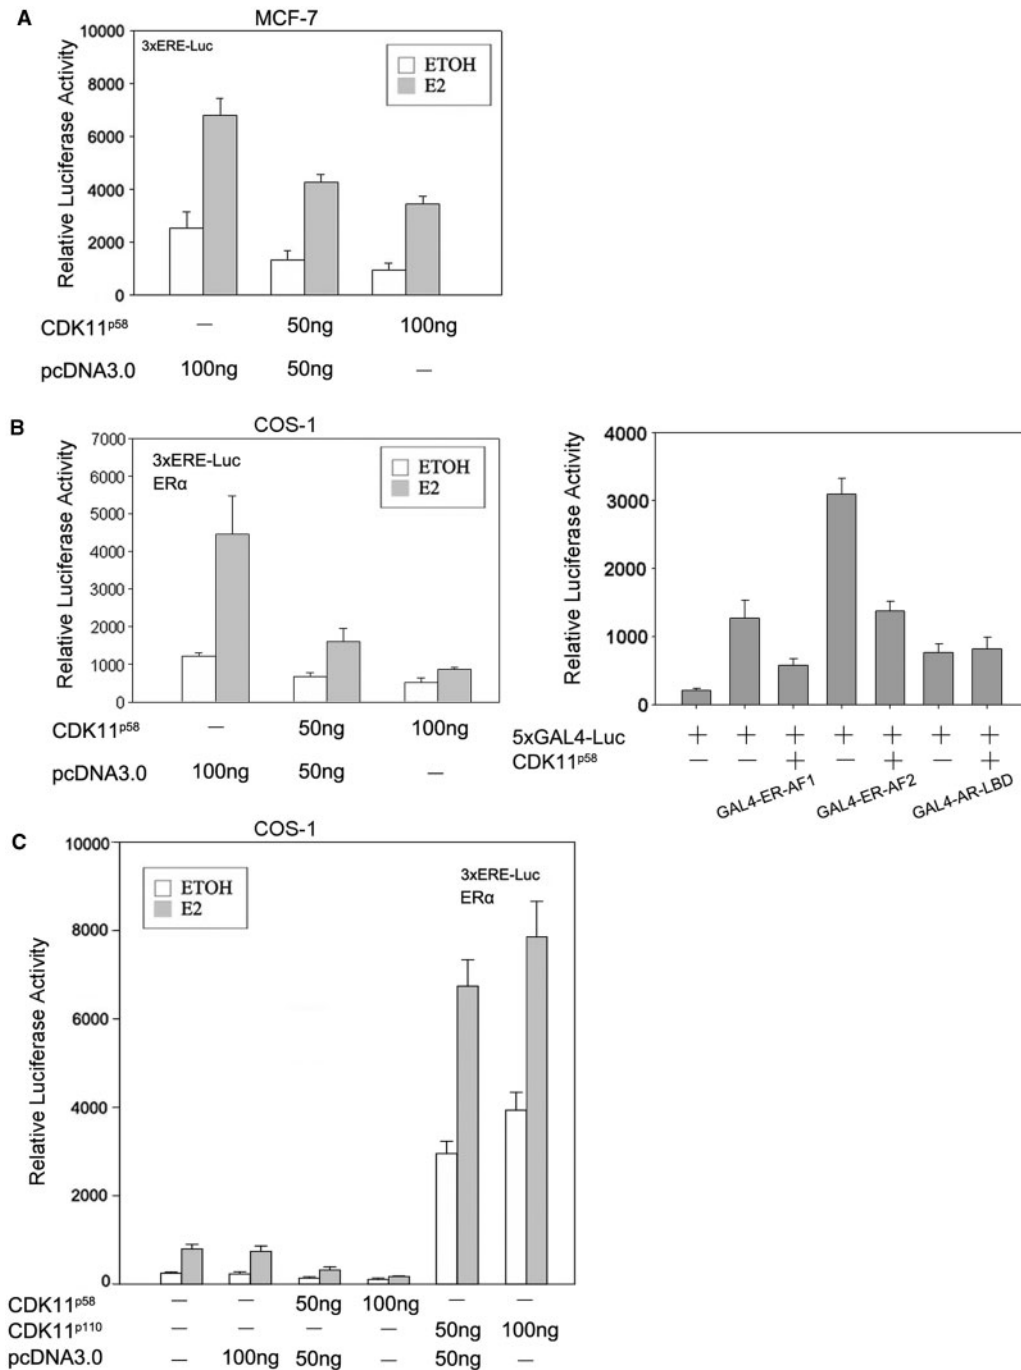 A
MCF-7
10000
8000
6000
4000
2000
0
Relative Luciferase Activity
3xERE-Luc
ETOH
E2
CDK11p58 — 50ng 100ng
pcDNA3.0 100ng 50ng —
B
COS-1
7000
6000
5000
4000
3000
2000
1000
0
Relative Luciferase Activity
3xERE-Luc
ERα
ETOH
E2
CDK11p58 — 50ng 100ng
pcDNA3.0 100ng 50ng —
4000
3000
2000
1000
0
Relative Luciferase Activity
5xGAL4-Luc + + + + + + +
CDK11p58 — — + — + — +
GAL4-ER-AF1 GAL4-ER-AF2 GAL4-AR-LBD
C
COS-1
10000
8000
6000
4000
2000
0
Relative Luciferase Activity
ETOH
E2
3xERE-Luc
ERα
CDK11p58 — — 50ng 100ng — —
CDK11p110 — — — — 50ng 100ng
pcDNA3.0 — 100ng 50ng — 50ng —